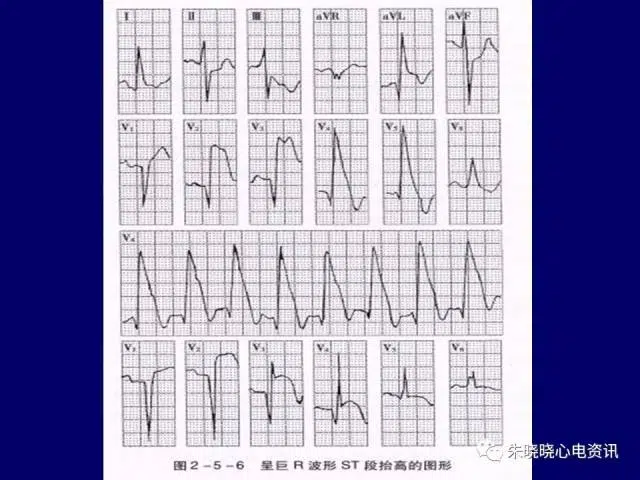 Ⅰ Ⅱ Ⅲ aVR aVL aVF
V₁ V₂ V₃ V₄ V₅ V₆
V₄
V₁ V₂ V₃ V₄ V₅ V₆
图2-5-6 呈巨R波形ST段抬高的图形
朱晓晓心电资讯